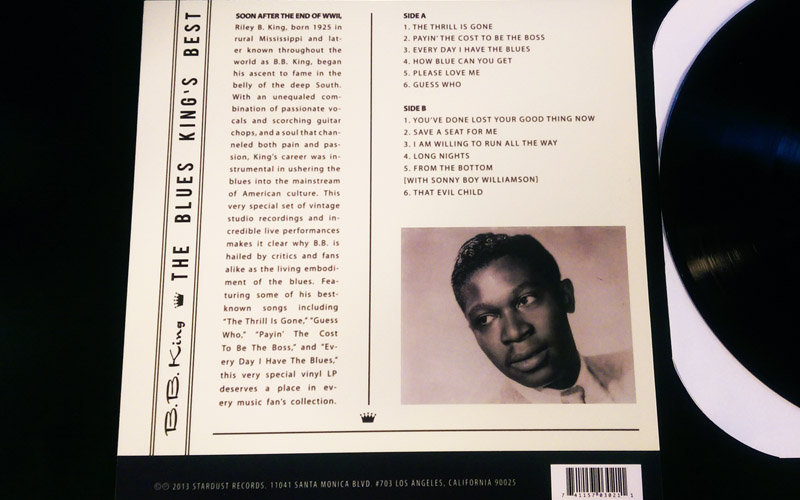 B.B. King THE BLUES KING'S BEST
SOON AFTER THE END OF WWII,
Riley B. King, born 1925 in
rural Mississippi and lat-
er known throughout the
world as B.B. King, began
his ascent to fame in the
belly of the deep South.
With an unequaled com-
bination of passionate vo-
cals and scorching guitar
chops, and a soul that chan-
neled both pain and pas-
sion, King's career was in-
strumental in ushering the
blues into the mainstream
of American culture. This
very special set of vintage
studio recordings and in-
credible live performances
makes it clear why B.B. is
hailed by critics and fans
alike as the living embodi-
ment of the blues. Fea-
turing some of his best-
known songs including
"The Thrill Is Gone," "Guess
Who," "Payin' The Cost
To Be The Boss," and "Ev-
ery Day I Have The Blues,"
this very special vinyl LP
deserves a place in ev-
ery music fan's collection.
SIDE A
1. THE THRILL IS GONE
2. PAYIN' THE COST TO BE THE BOSS
3. EVERY DAY I HAVE THE BLUES
4. HOW BLUE CAN YOU GET
5. PLEASE LOVE ME
6. GUESS WHO
SIDE B
1. YOU'VE DONE LOST YOUR GOOD THING NOW
2. SAVE A SEAT FOR ME
3. I AM WILLING TO RUN ALL THE WAY
4. LONG NIGHTS
5. FROM THE BOTTOM
[WITH SONNY BOY WILLIAMSON]
6. THAT EVIL CHILD
©℗ 2013 STARDUST RECORDS. 11041 SANTA MONICA BLVD. #703 LOS ANGELES, CALIFORNIA 90025
7 41157 03021 1